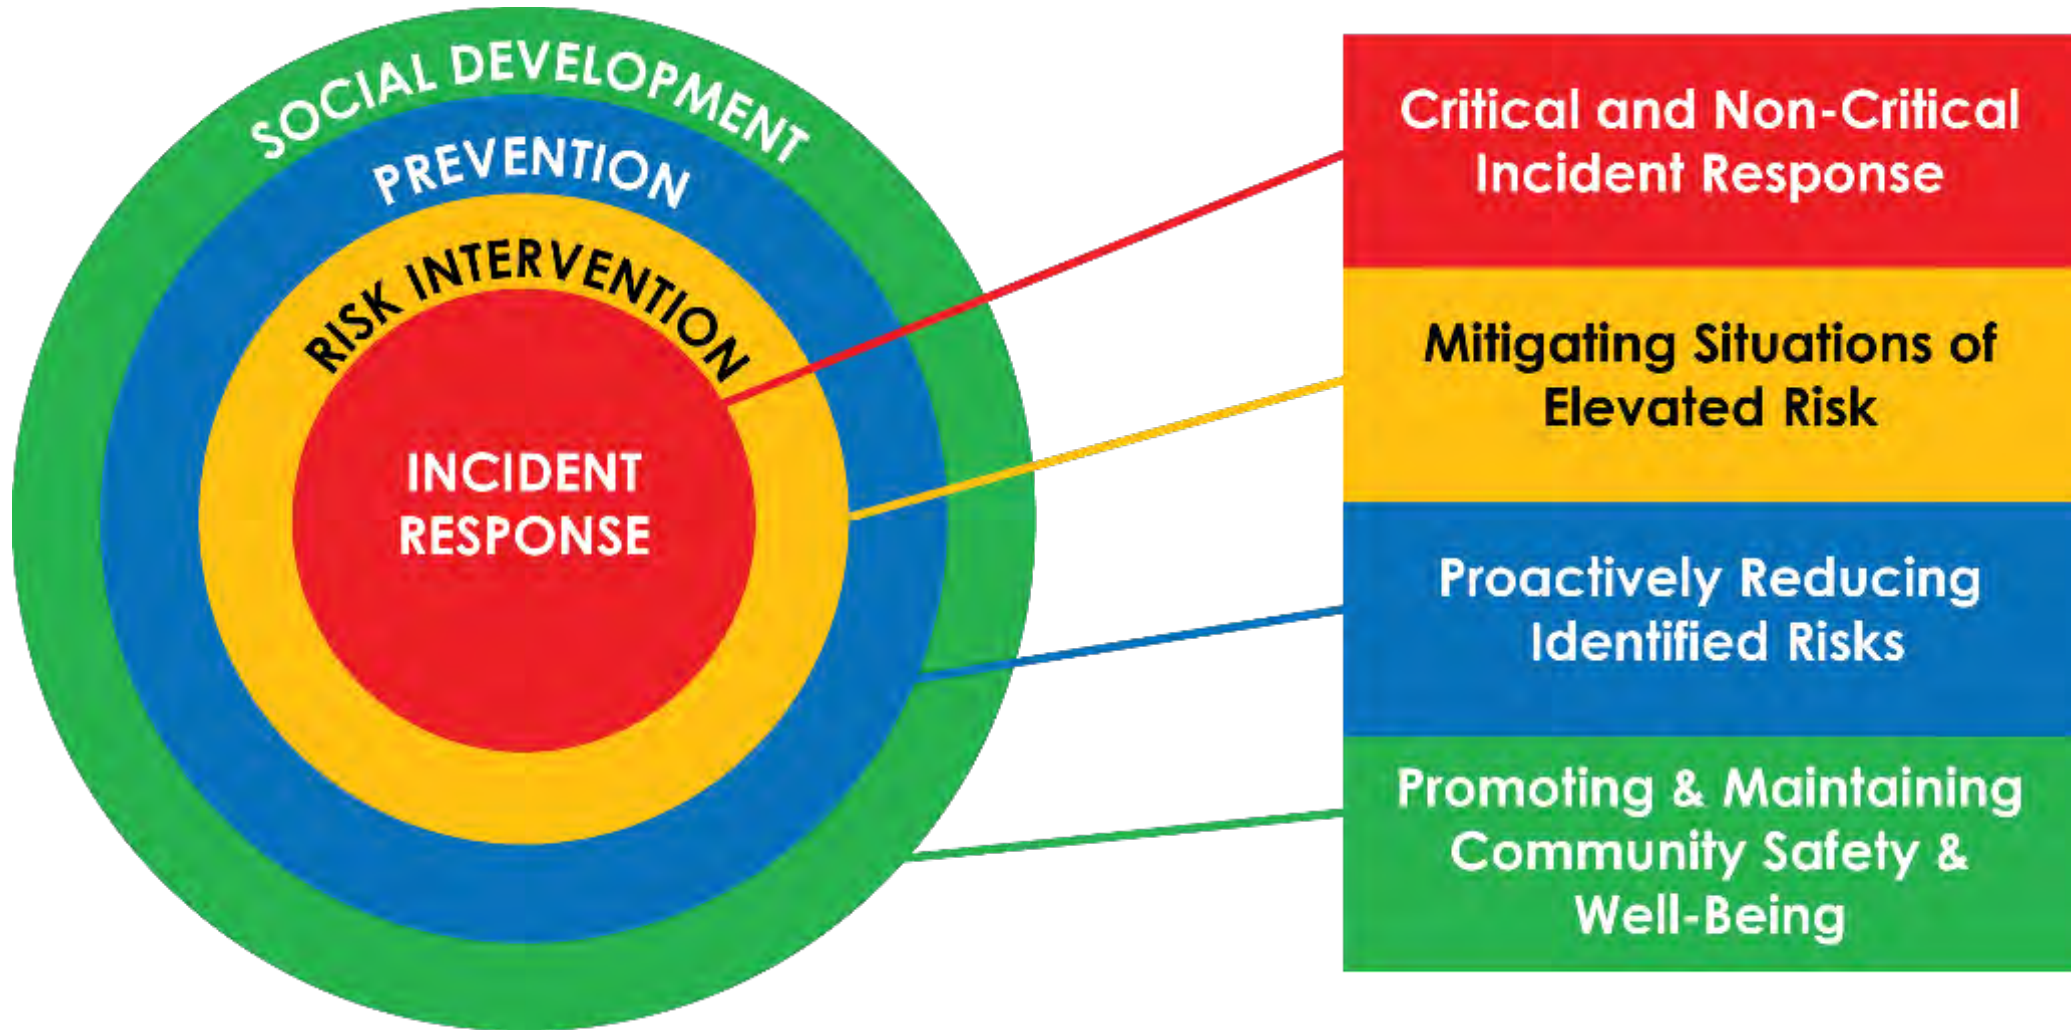 SOCIAL DEVELOPMENT
PREVENTION
RISK INTERVENTION
INCIDENT
RESPONSE
Critical and Non-Critical
Incident Response
Mitigating Situations of
Elevated Risk
Proactively Reducing
Identified Risks
Promoting & Maintaining
Community Safety &
Well-Being